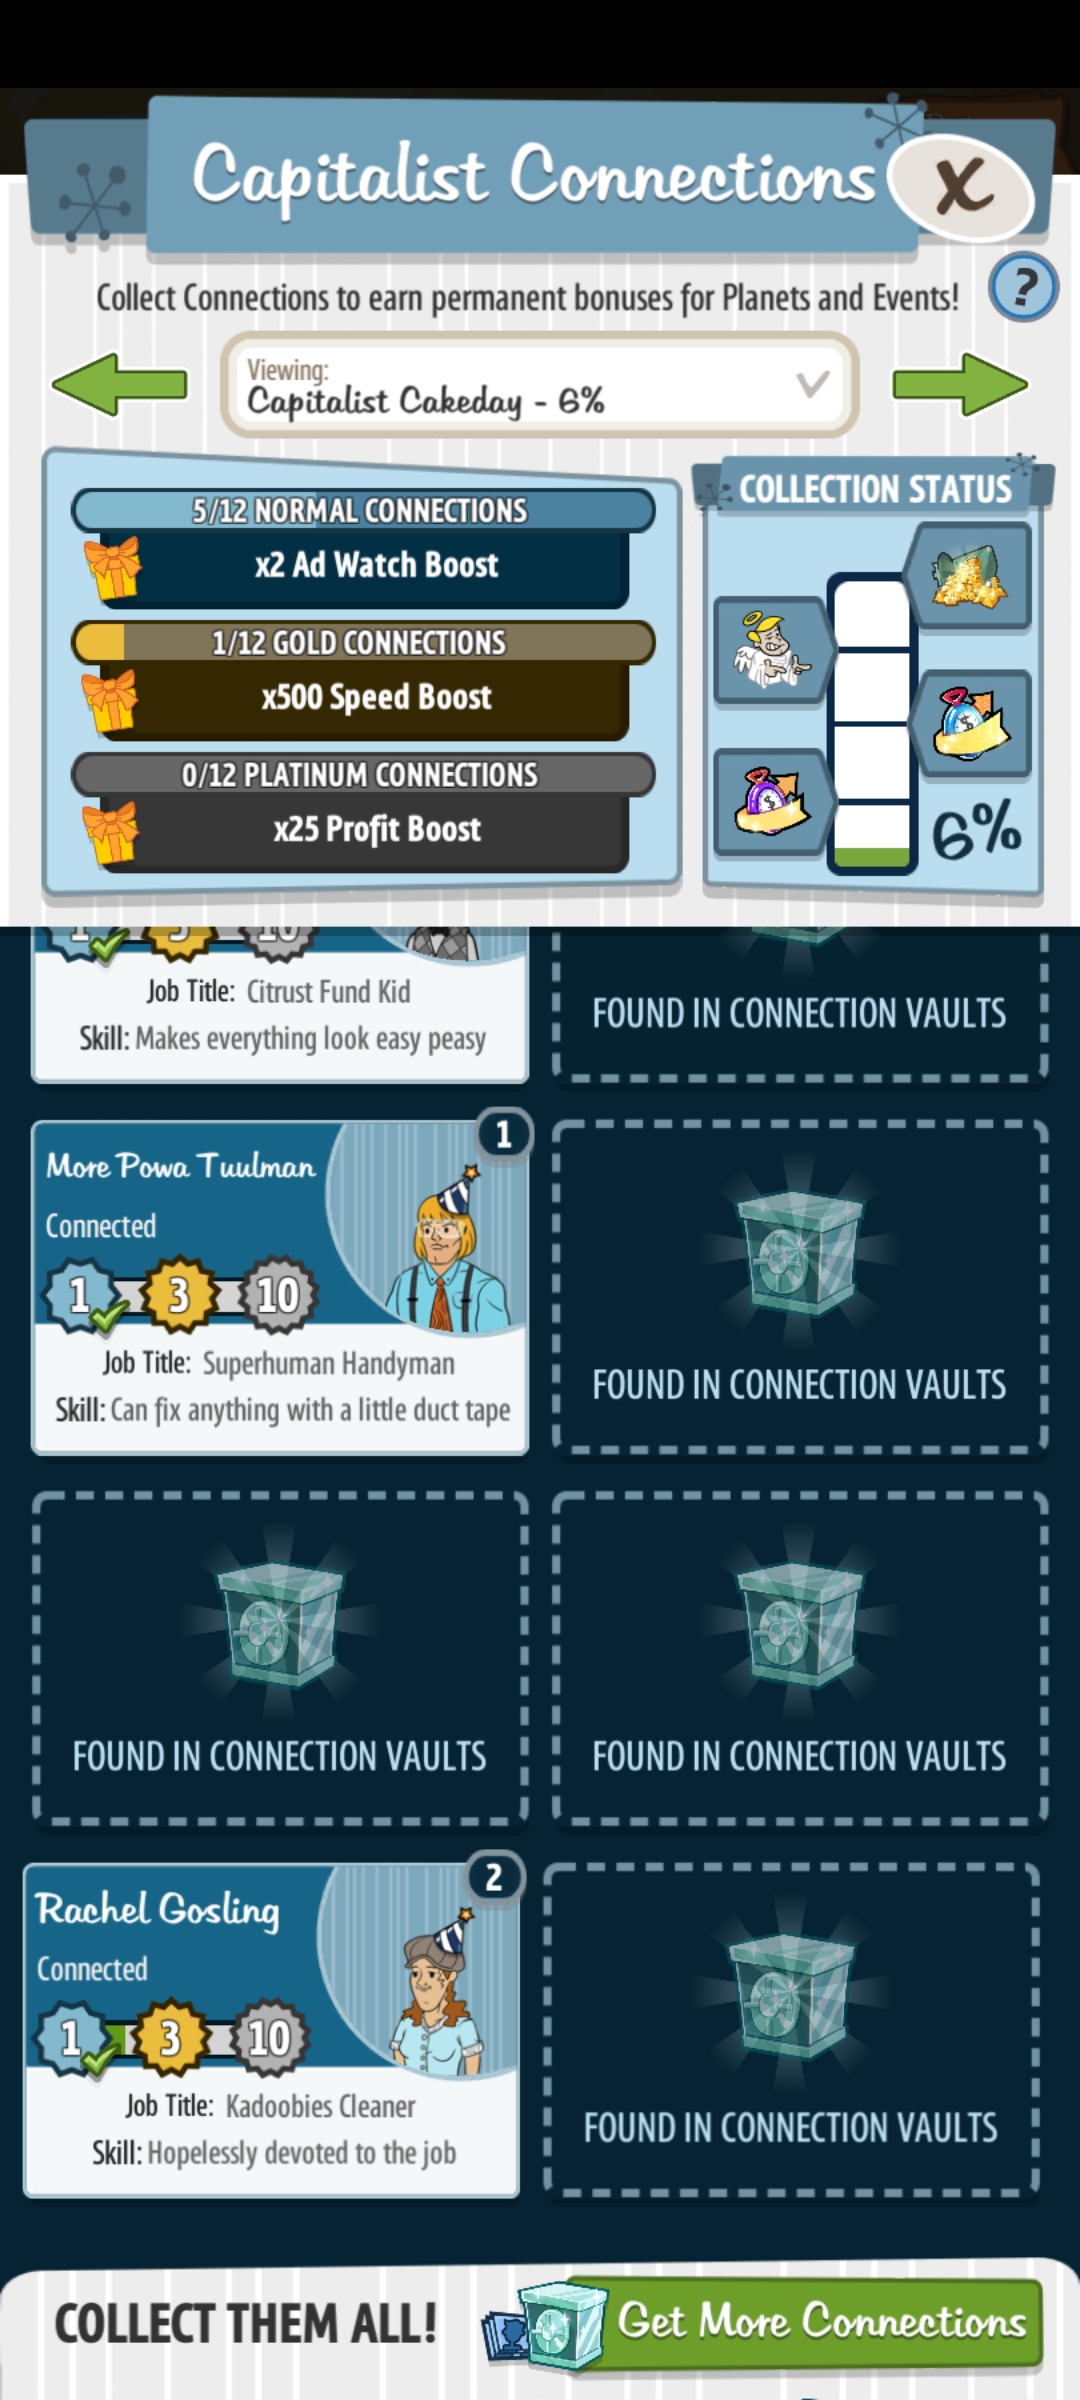 Capitalist Connections
X
Collect Connections to earn permanent bonuses for Planets and Events!
?
Viewing:
Capitalist Cakeday - 6%
5/12 NORMAL CONNECTIONS
x2 Ad Watch Boost
1/12 GOLD CONNECTIONS
x500 Speed Boost
0/12 PLATINUM CONNECTIONS
x25 Profit Boost
COLLECTION STATUS
6%
Job Title: Citrust Fund Kid
Skill: Makes everything look easy peasy
FOUND IN CONNECTION VAULTS
1
More Powa Tuulman
Connected
1 3 10
Job Title: Superhuman Handyman
Skill: Can fix anything with a little duct tape
FOUND IN CONNECTION VAULTS
FOUND IN CONNECTION VAULTS
FOUND IN CONNECTION VAULTS
2
Rachel Gosling
Connected
1 3 10
Job Title: Kadoobies Cleaner
Skill: Hopelessly devoted to the job
FOUND IN CONNECTION VAULTS
COLLECT THEM ALL!
Get More Connections